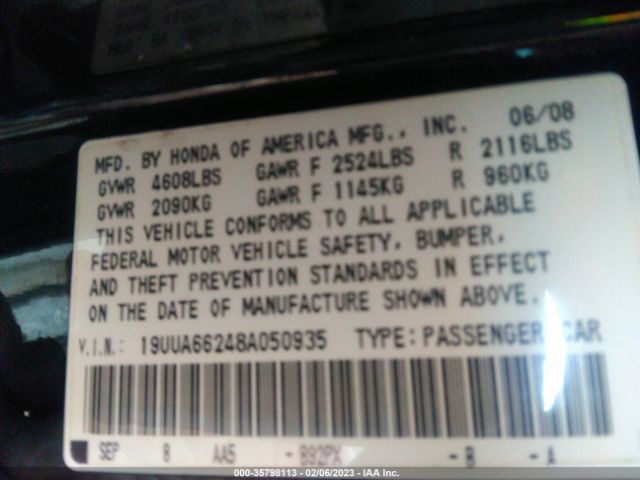 MFD. BY HONDA OF AMERICA MFG., INC. 06/08
GVWR 4608LBS GAWR F 2524LBS R 2116LBS
GVWR 2090KG GAWR F 1145KG R 960KG
THIS VEHICLE CONFORMS TO ALL APPLICABLE
FEDERAL MOTOR VEHICLE SAFETY, BUMPER,
AND THEFT PREVENTION STANDARDS IN EFFECT
ON THE DATE OF MANUFACTURE SHOWN ABOVE.
V.I.N.: 19UUA66248A050935 TYPE: PASSENGER CAR
SEP 8 AA5 - B92PX - B - A
000-35798113 - 02/06/2023 - IAA Inc.